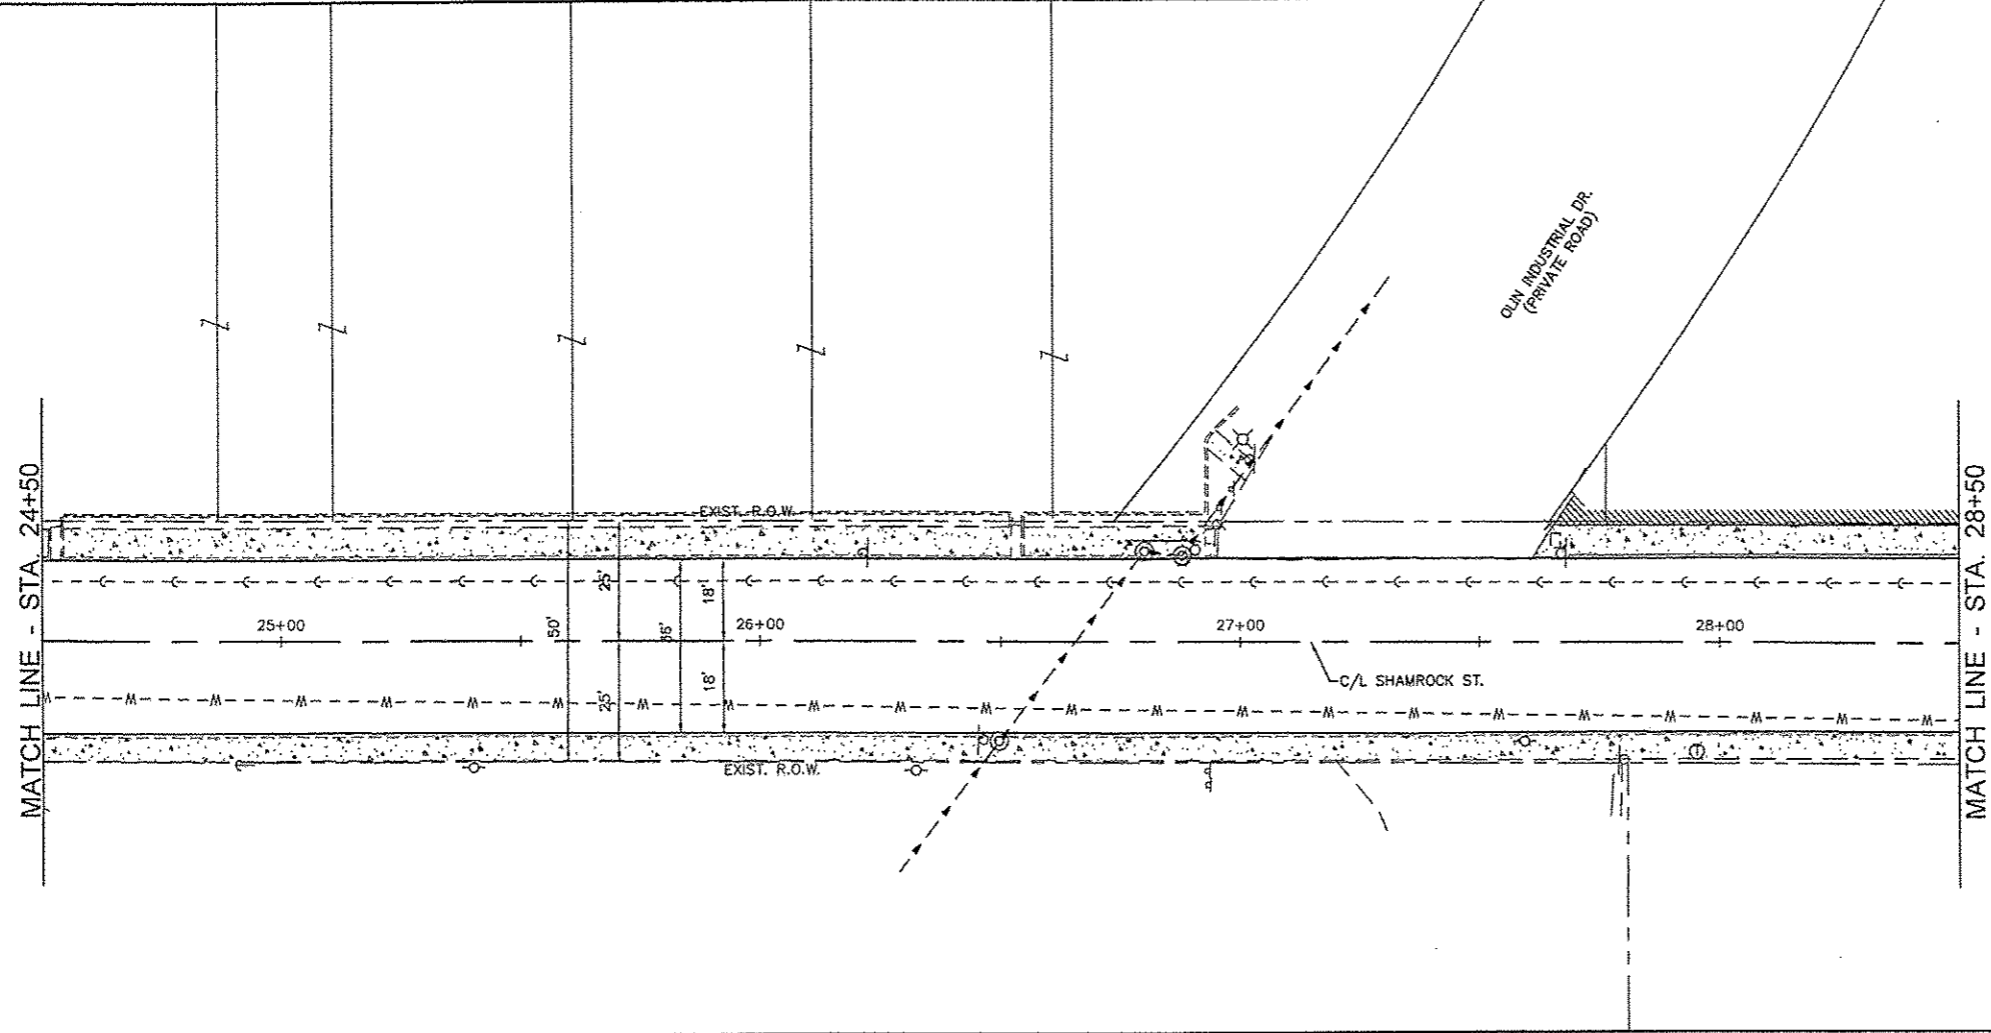 OLIN INDUSTRIAL DR.
(PRIVATE ROAD)
MATCH LINE - STA. 24+50
MATCH LINE - STA. 28+50
EXIST. R.O.W.
25'
18'
25+00
50'
36'
26+00
27+00
28+00
25'
18'
C/L SHAMROCK ST.
EXIST. R.O.W.